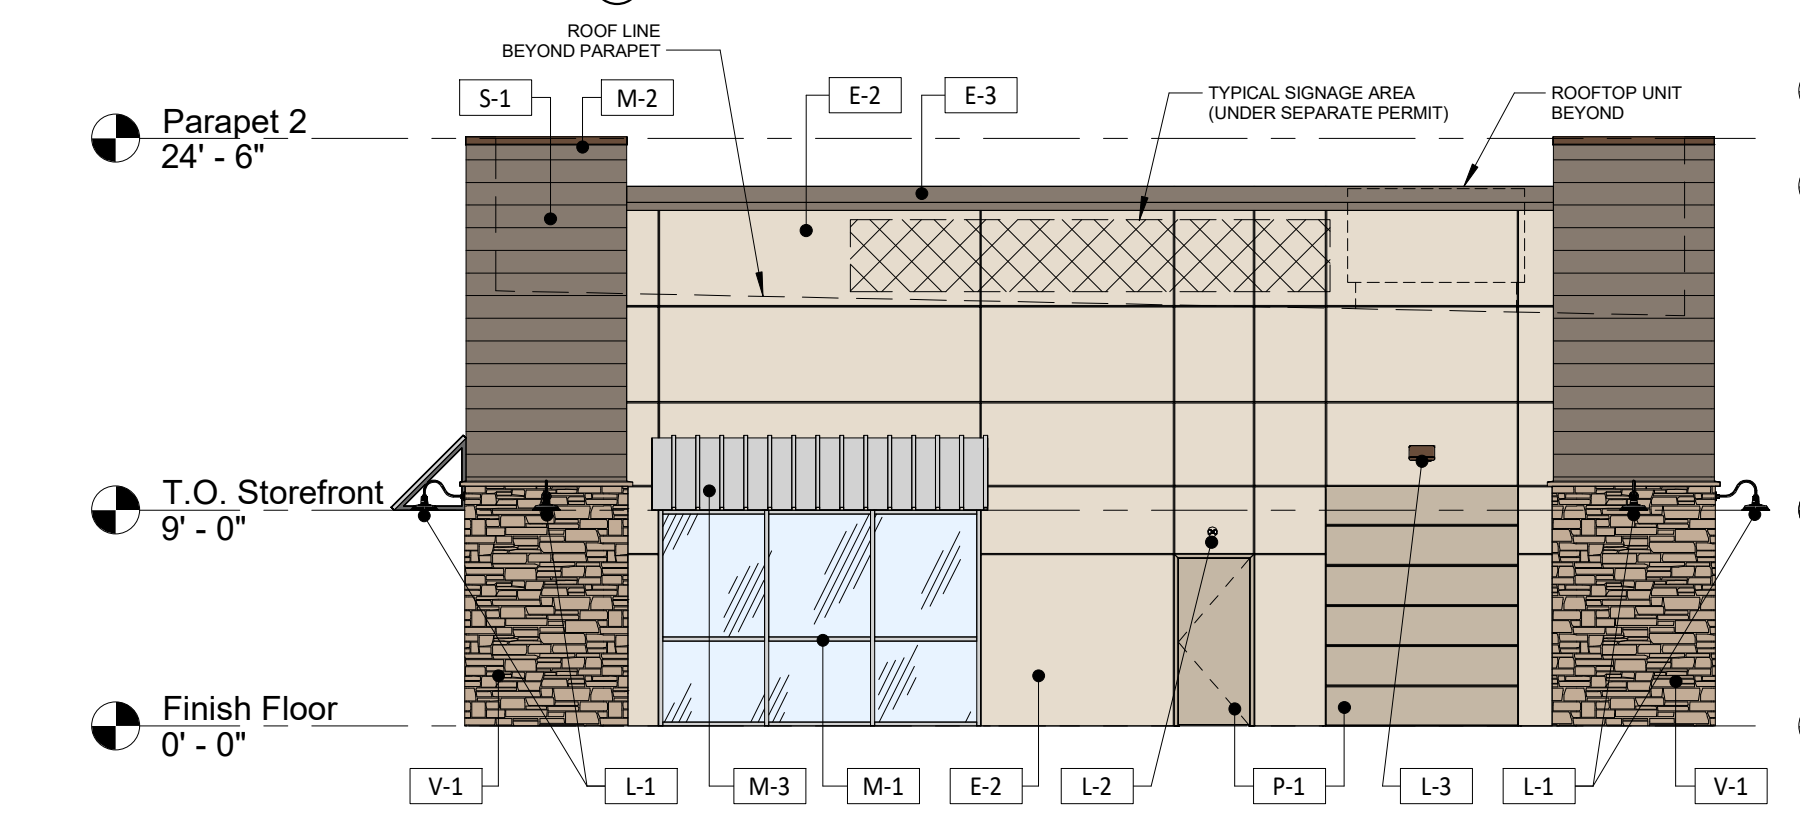 ROOF LINE
BEYOND PARAPET
S-1
M-2
E-2
E-3
TYPICAL SIGNAGE AREA
(UNDER SEPARATE PERMIT)
ROOFTOP UNIT
BEYOND
Parapet 2
24' - 6"
T.O. Storefront
9' - 0"
Finish Floor
0' - 0"
V-1
L-1
M-3
M-1
E-2
L-2
P-1
L-3
L-1
V-1